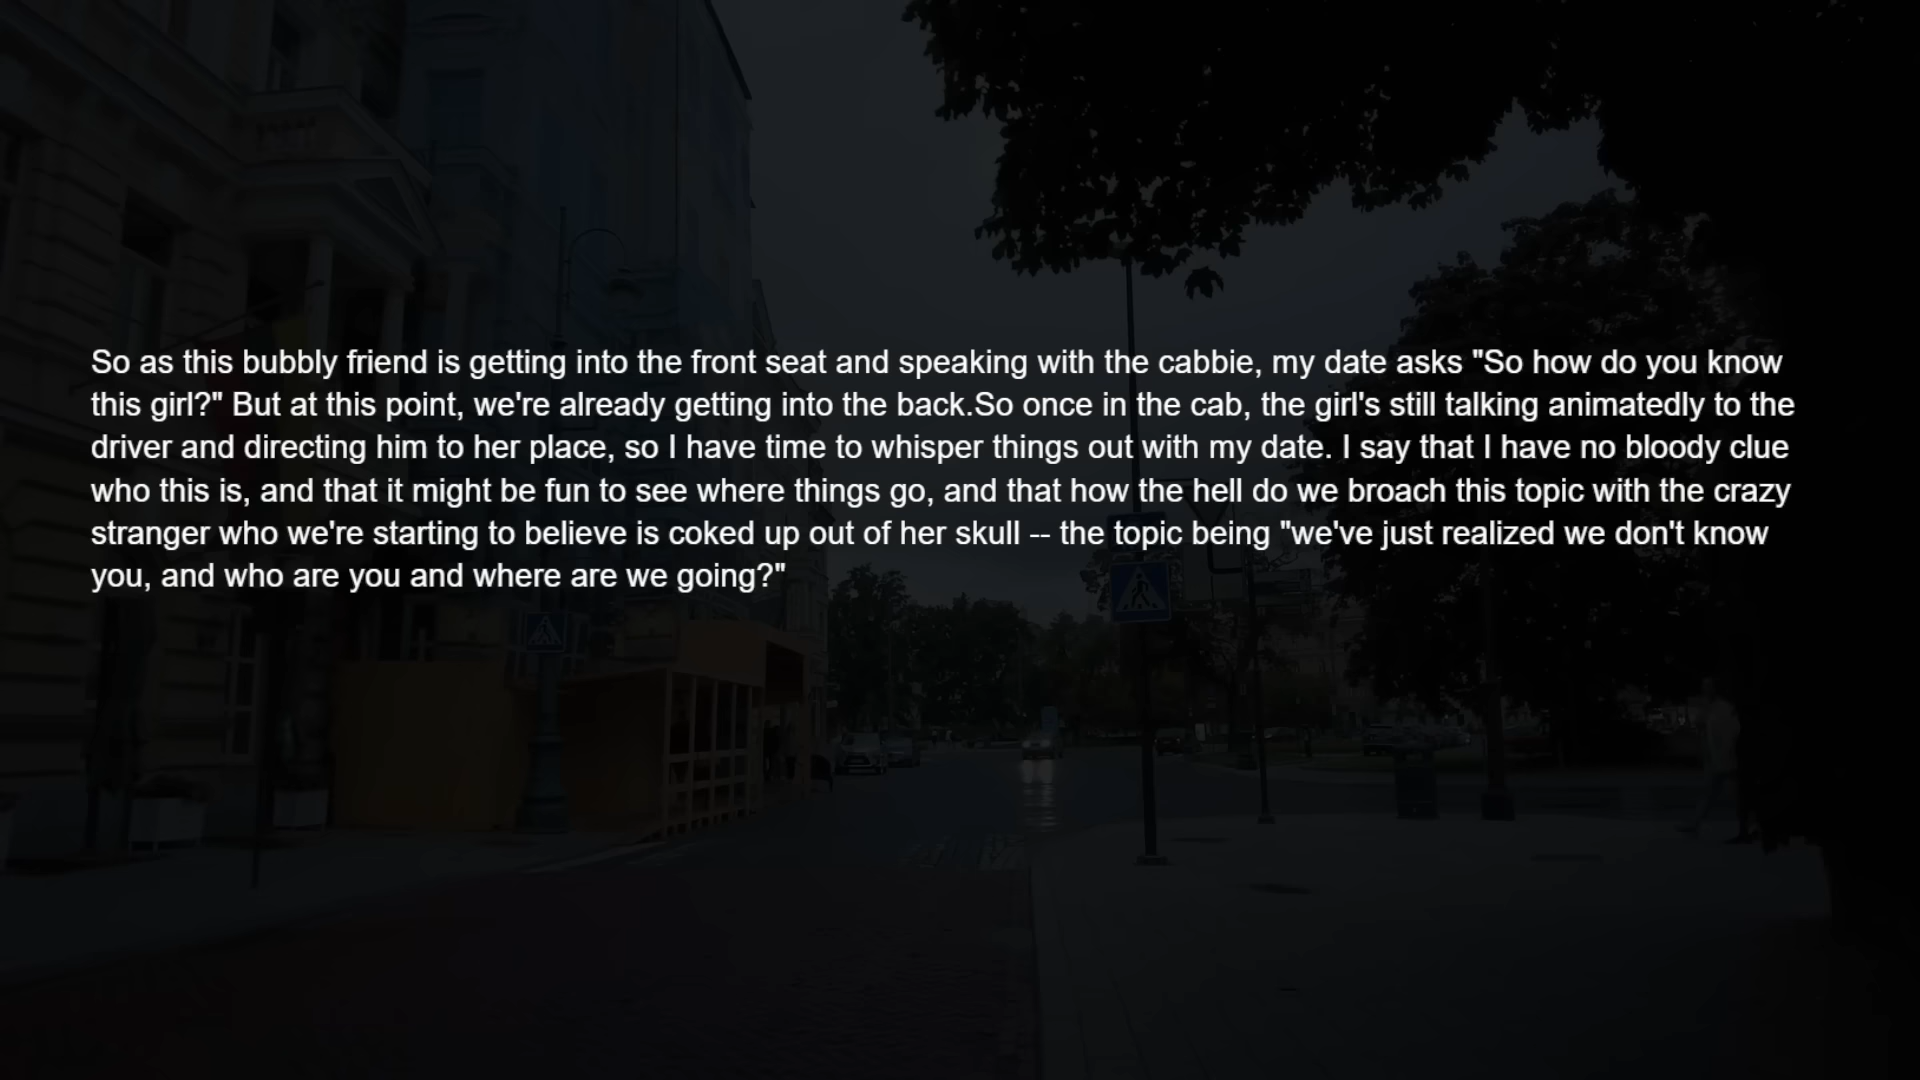 So as this bubbly friend is getting into the front seat and speaking with the cabbie, my date asks "So how do you know
this girl?" But at this point, we're already getting into the back.So once in the cab, the girl's still talking animatedly to the
driver and directing him to her place, so I have time to whisper things out with my date. I say that I have no bloody clue
who this is, and that it might be fun to see where things go, and that how the hell do we broach this topic with the crazy
stranger who we're starting to believe is coked up out of her skull -- the topic being "we've just realized we don't know
you, and who are you and where are we going?"